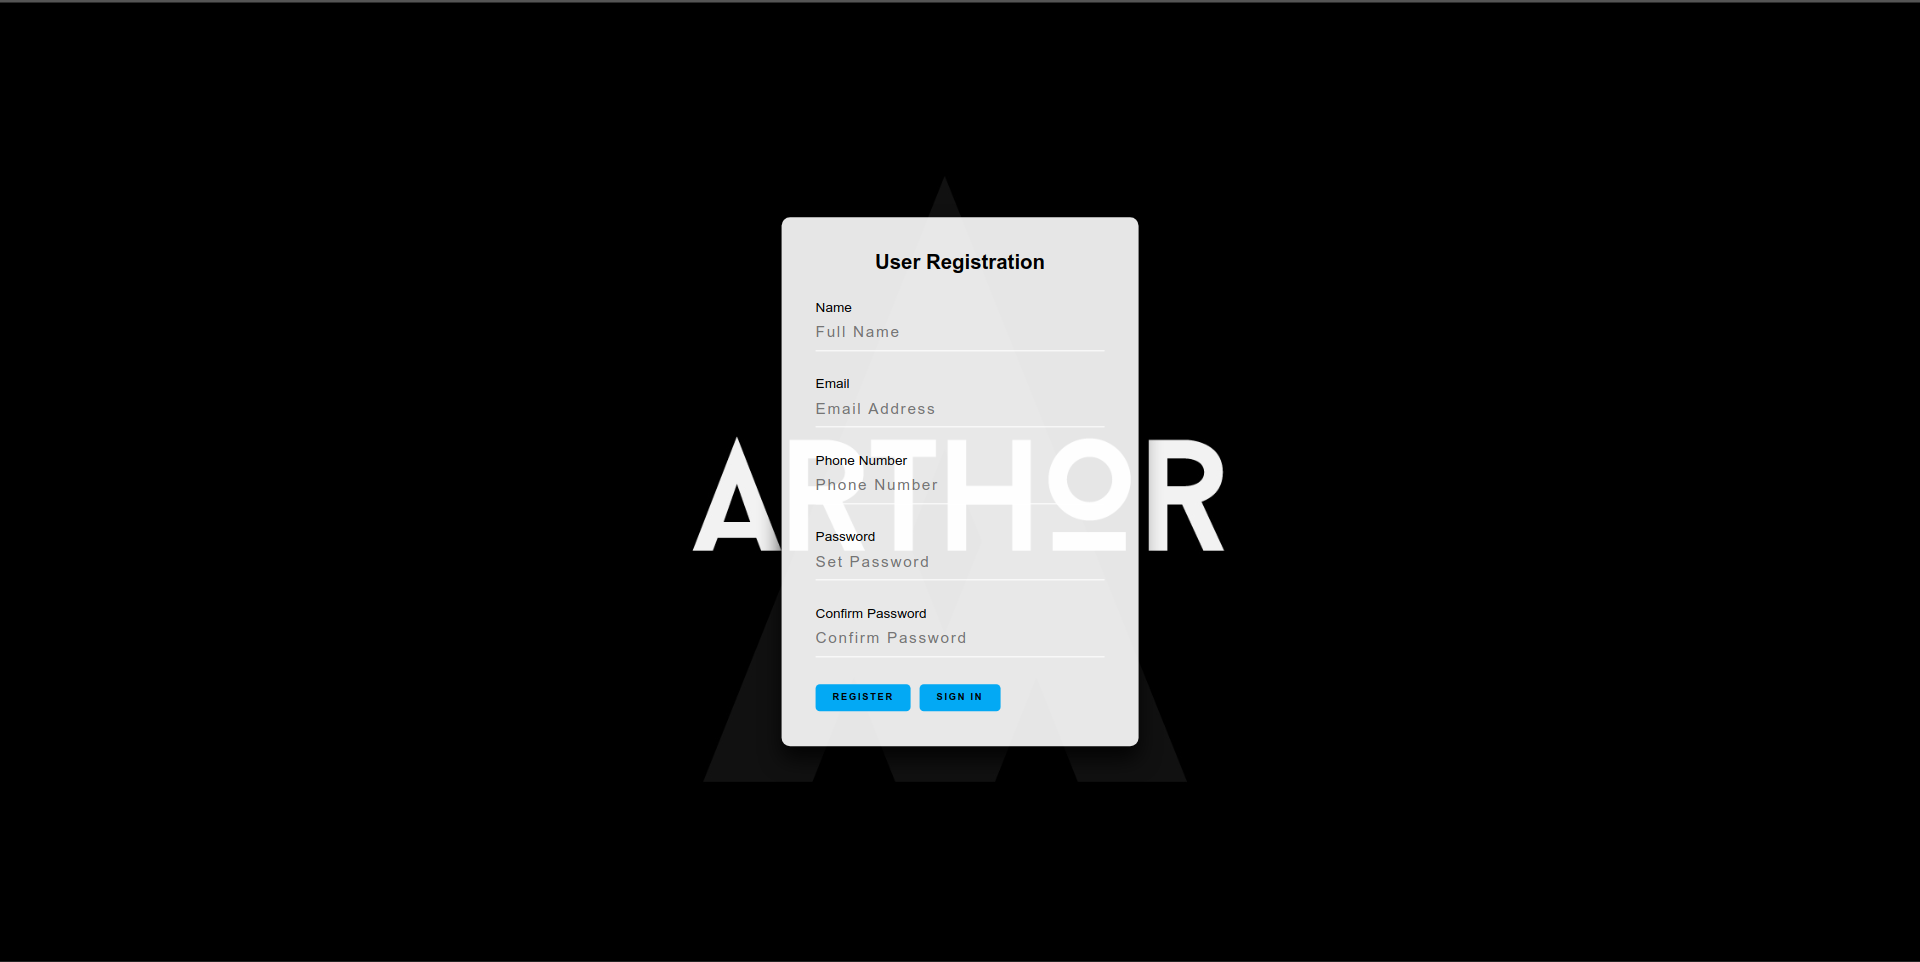 User Registration
Name
Full Name
Email
Email Address
ARTHOR
Phone Number
Phone Number
Password
Set Password
Confirm Password
Confirm Password
REGISTER SIGN IN